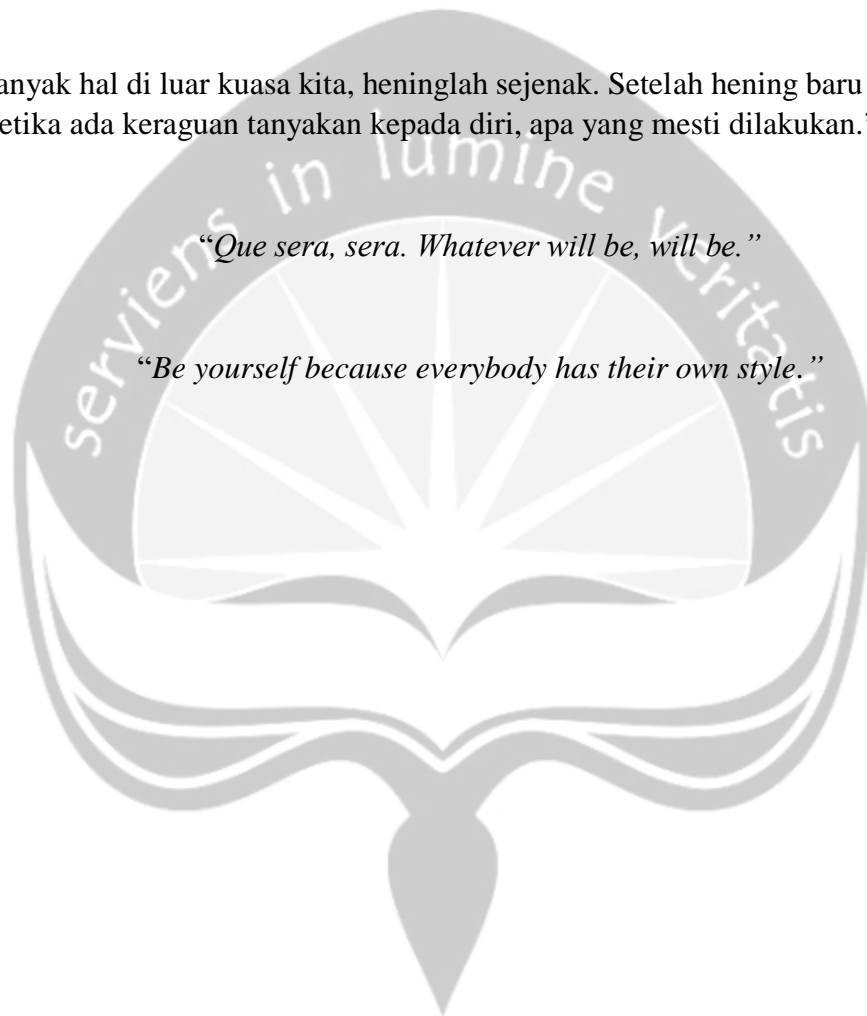 anyak hal di luar kuasa kita, heninglah sejenak. Setelah hening baru
etika ada keraguan tanyakan kepada diri, apa yang mesti dilakukan.”
serviens in lumine veritatis
“Que sera, sera. Whatever will be, will be.”
“Be yourself because everybody has their own style.”